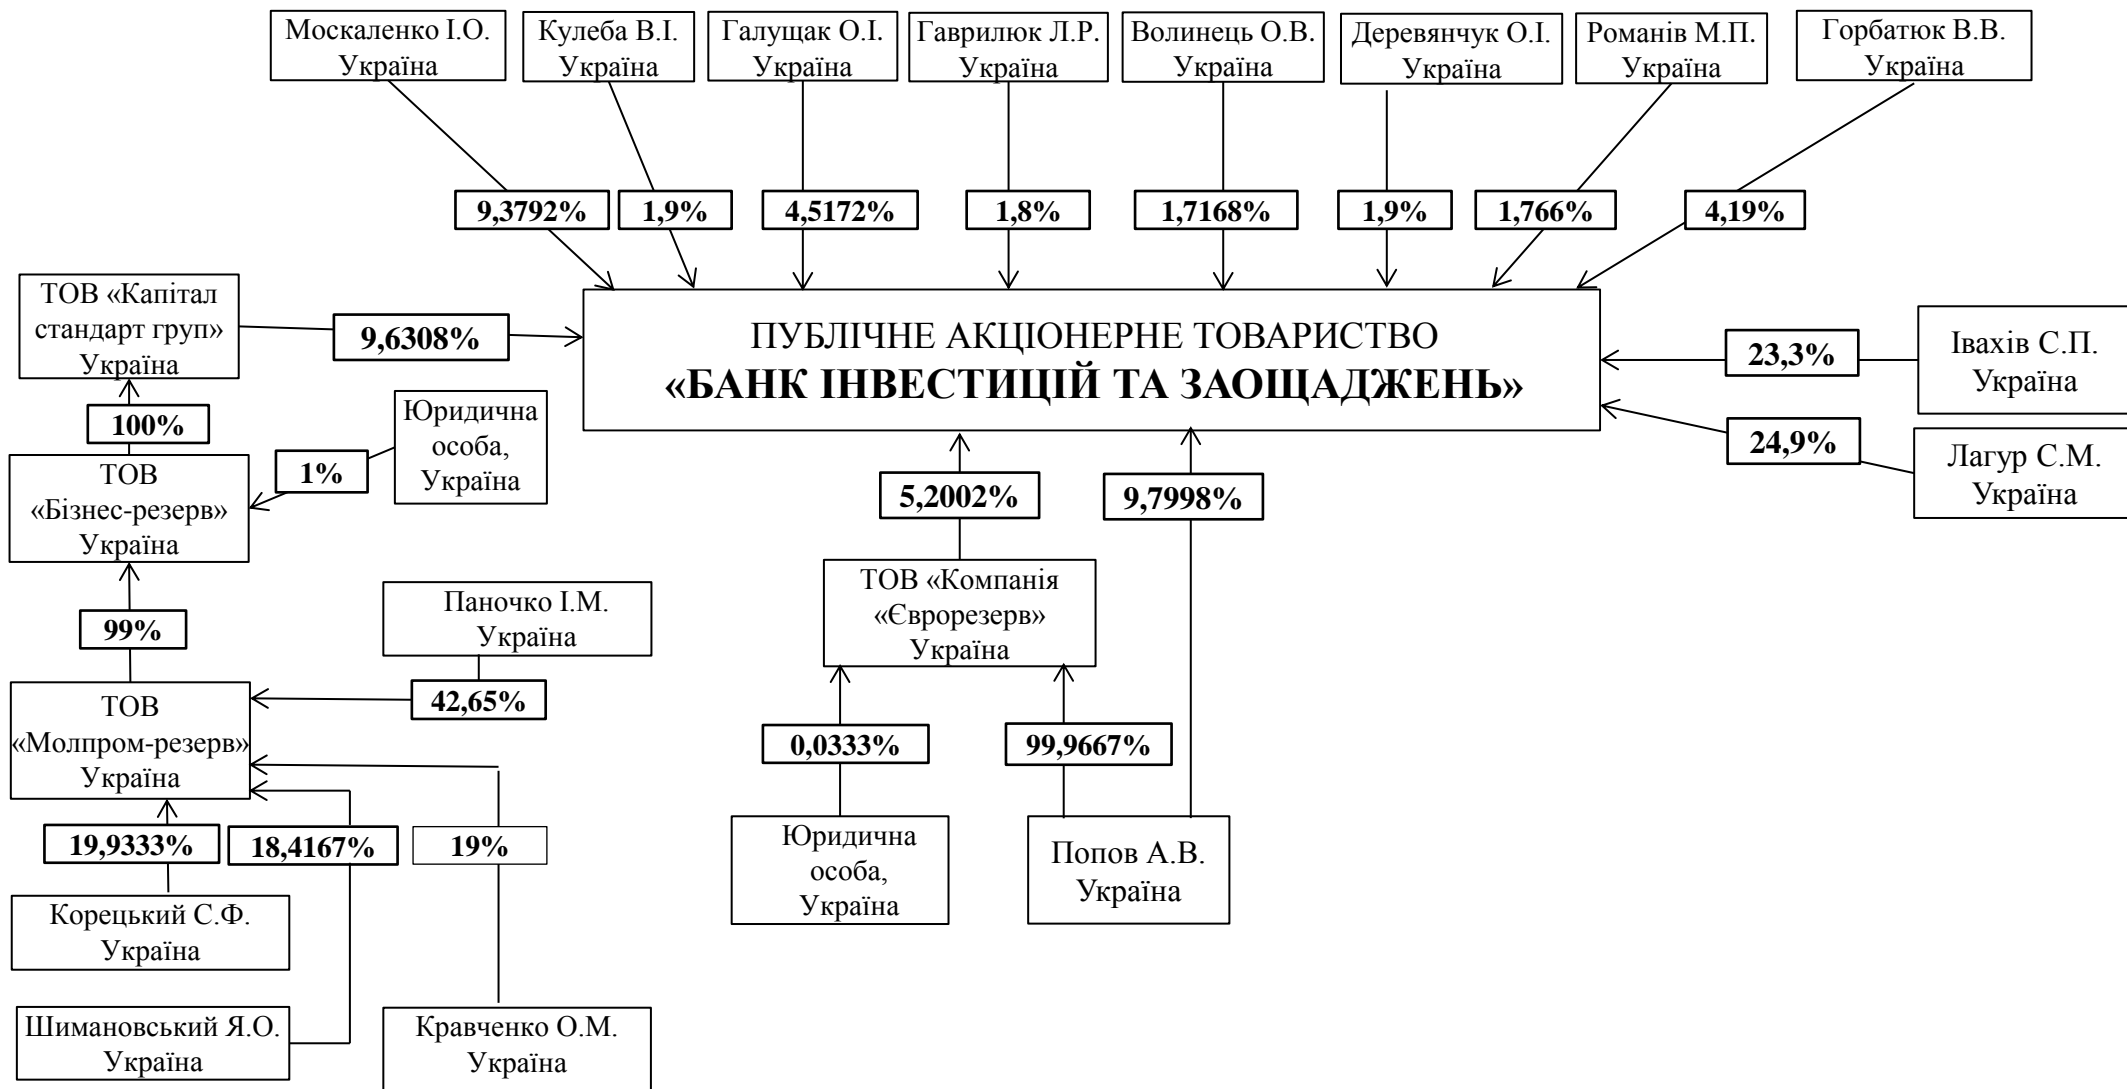 Москаленко І.О.
Україна
Кулеба В.І.
Україна
Галущак О.І.
Україна
Гаврилюк Л.Р.
Україна
Волинець О.В.
Україна
Деревянчук О.І.
Україна
Романів М.П.
Україна
Горбатюк В.В.
Україна
9,3792%
1,9%
4,5172%
1,8%
1,7168%
1,9%
1,766%
4,19%
ТОВ «Капітал
стандарт груп»
Україна
9,6308%
ПУБЛІЧНЕ АКЦІОНЕРНЕ ТОВАРИСТВО
«БАНК ІНВЕСТИЦІЙ ТА ЗАОЩАДЖЕНЬ»
23,3%
Івахів С.П.
Україна
100%
Юридична
особа,
Україна
24,9%
Лагур С.М.
Україна
1%
ТОВ
«Бізнес-резерв»
Україна
5,2002%
9,7998%
ТОВ «Компанія
«Єврорезерв»
Україна
99%
Паночко І.М.
Україна
42,65%
ТОВ
«Молпром-резерв»
Україна
0,0333%
99,9667%
19,9333%
18,4167%
19%
Юридична
особа,
Україна
Попов А.В.
Україна
Корецький С.Ф.
Україна
Шимановський Я.О.
Україна
Кравченко О.М.
Україна